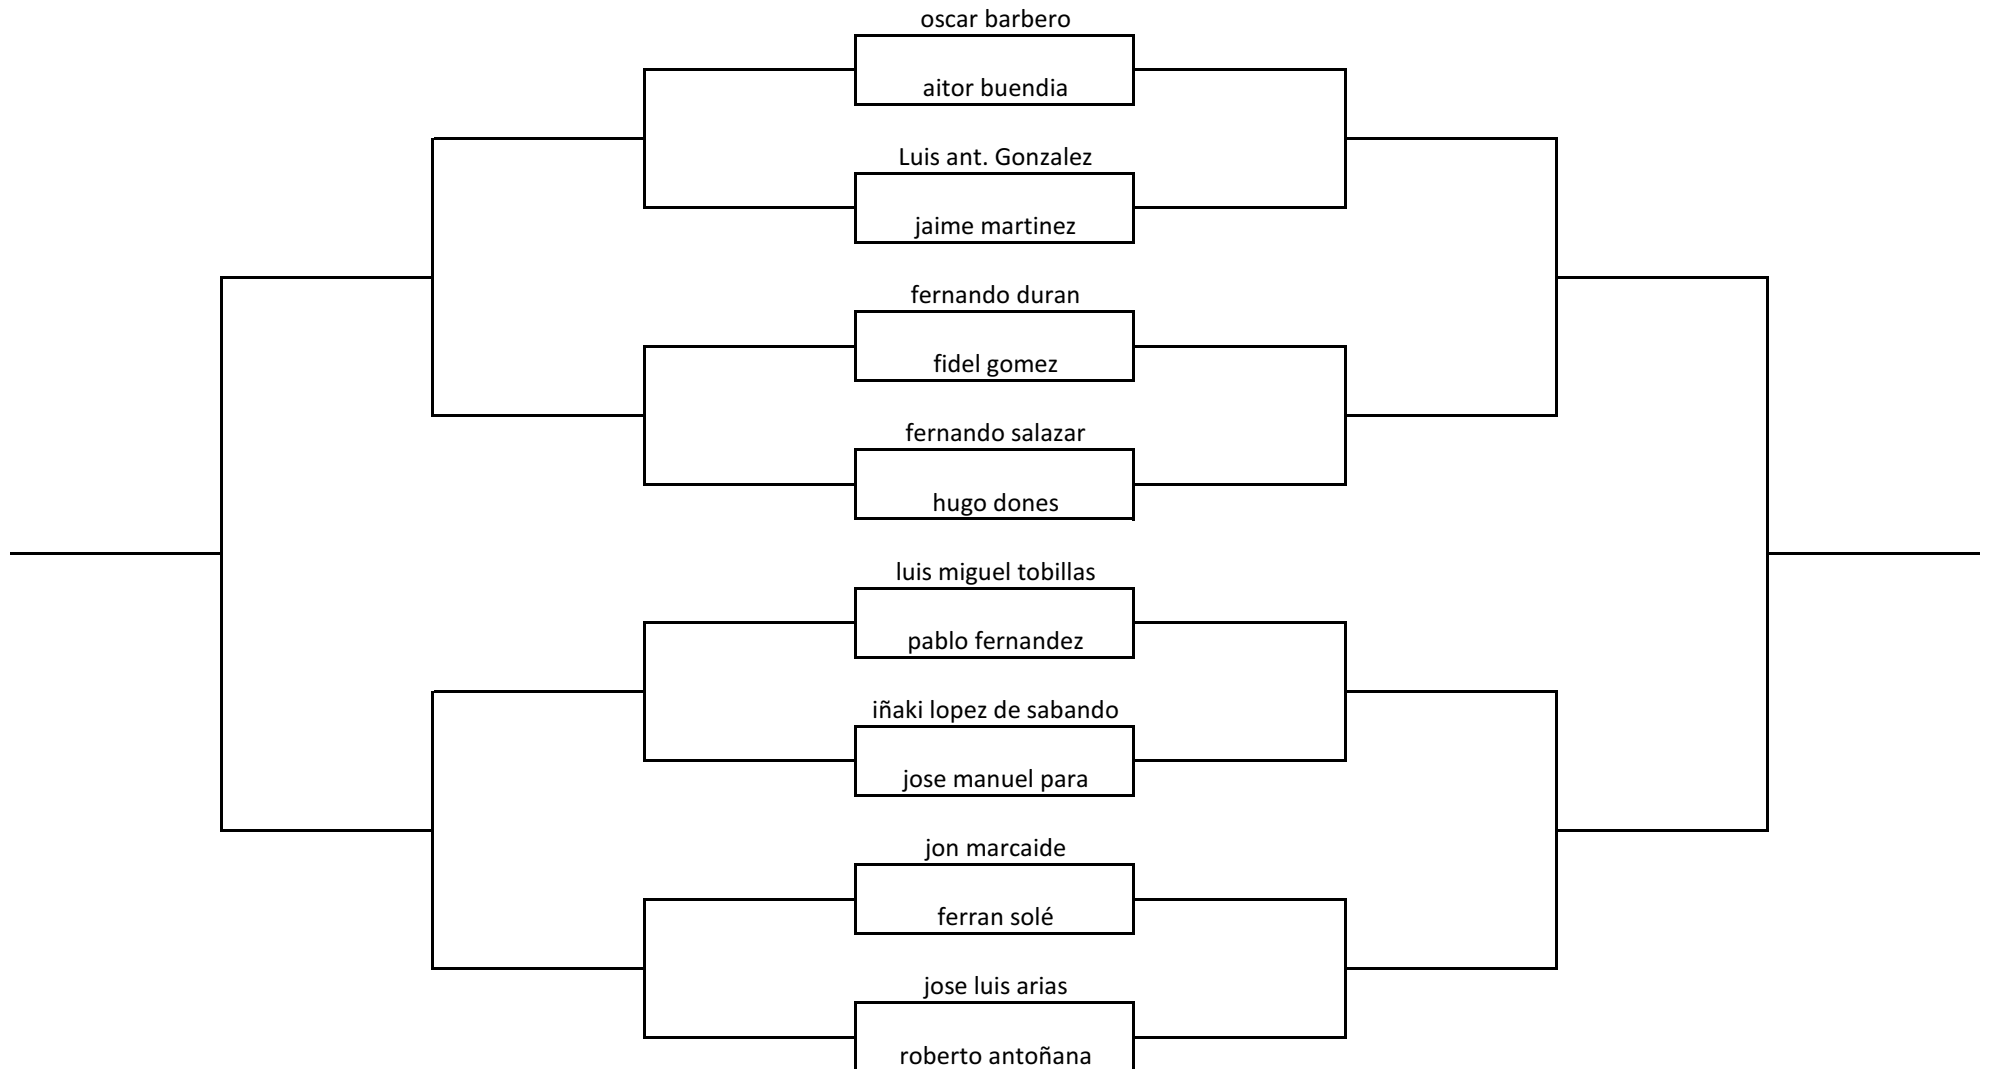 oscar barbero
aitor buendia
Luis ant. Gonzalez
jaime martinez
fernando duran
fidel gomez
fernando salazar
hugo dones
luis miguel tobillas
pablo fernandez
iñaki lopez de sabando
jose manuel para
jon marcaide
ferran solé
jose luis arias
roberto antoñana